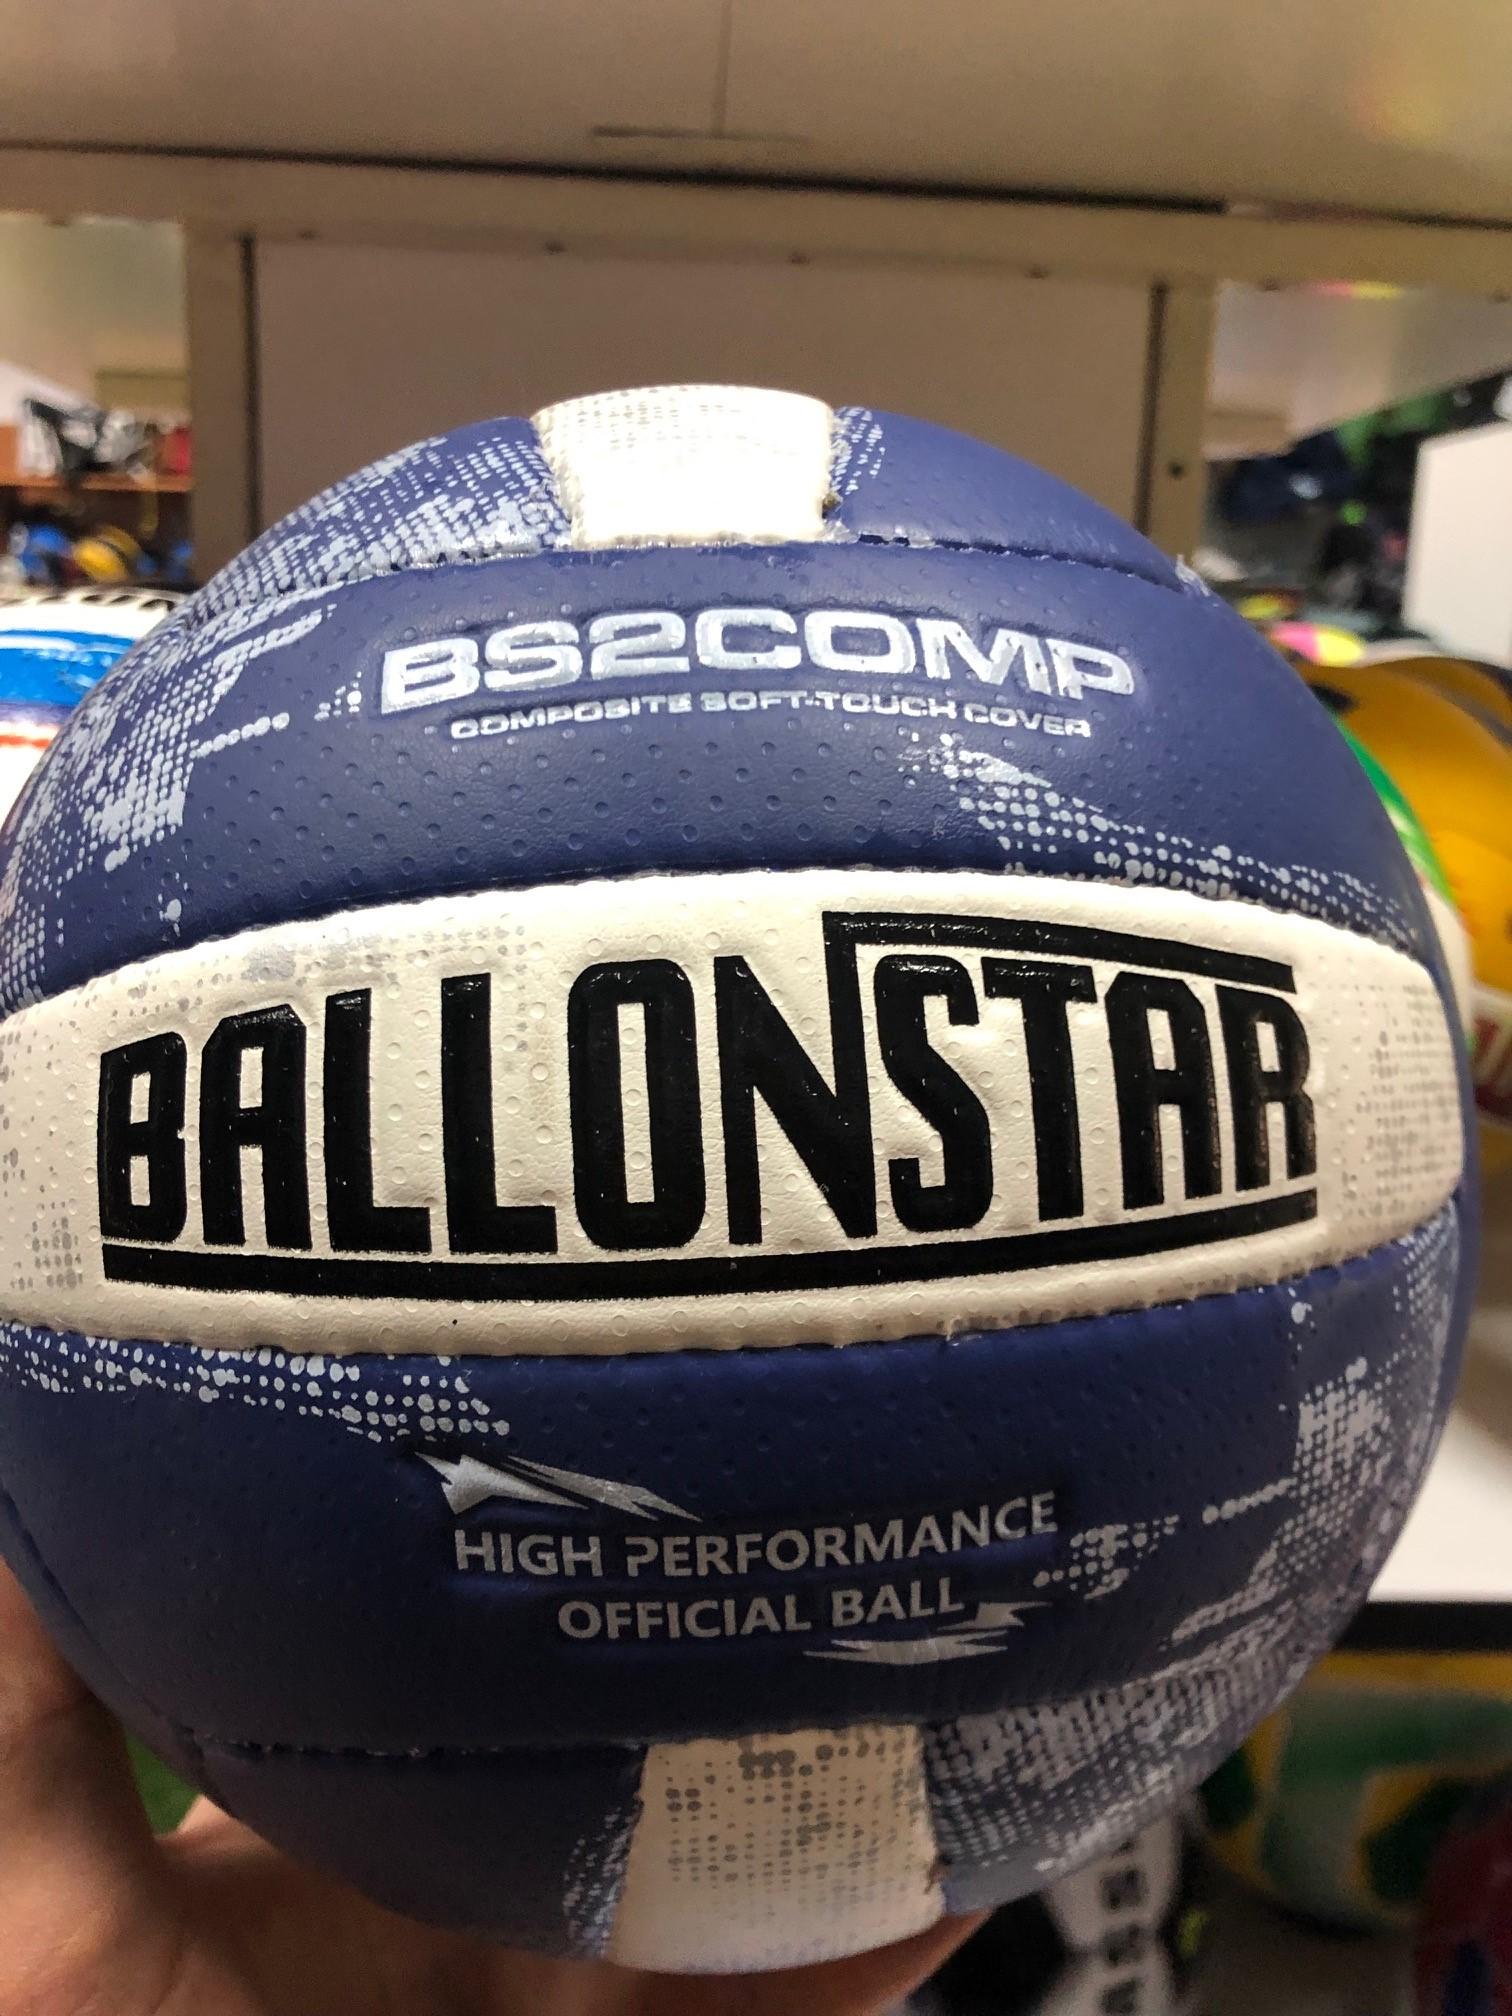 BS2COMP
COMPOSITE SOFT-TOUCH COVER
BALLONSTAR
HIGH PERFORMANCE
OFFICIAL BALL